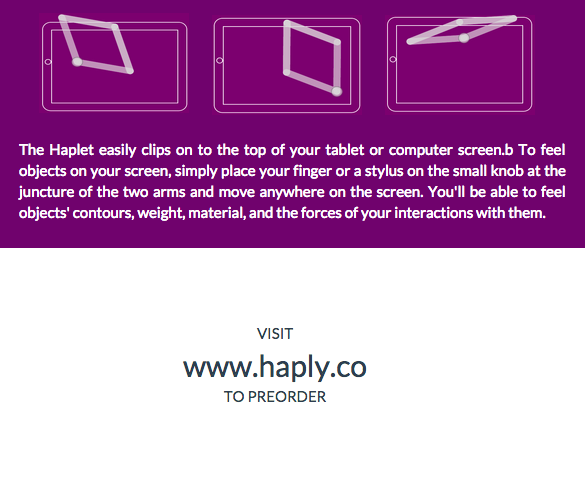 The Haplet easily clips on to the top of your tablet or computer screen.b To feel
objects on your screen, simply place your finger or a stylus on the small knob at the
juncture of the two arms and move anywhere on the screen. You'll be able to feel
objects' contours, weight, material, and the forces of your interactions with them.
VISIT
www.haply.co
TO PREORDER